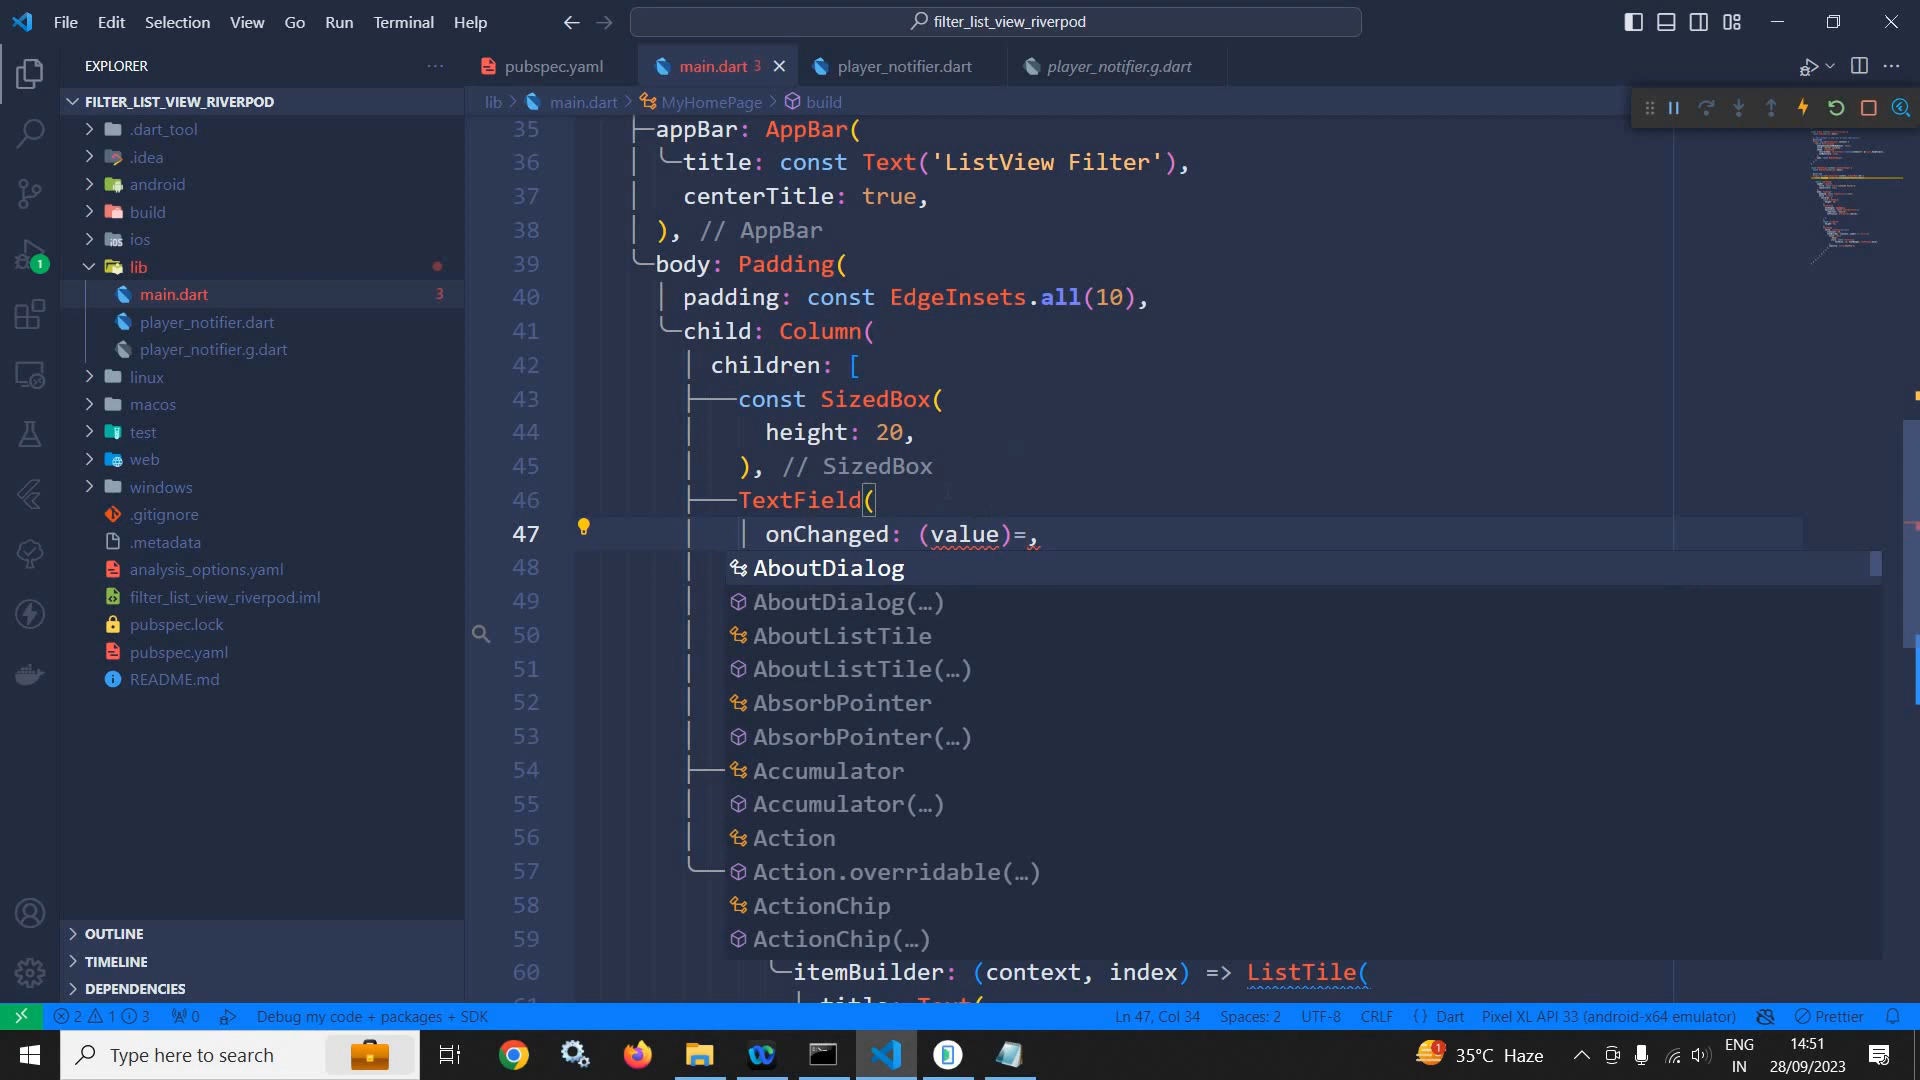 File Edit Selection View Go Run Terminal Help
filter_list_view_riverpod
EXPLORER
pubspec.yaml
main.dart 3
player_notifier.dart
player_notifier.g.dart
FILTER_LIST_VIEW_RIVERPOD
lib > main.dart > MyHomePage > build
.dart_tool
.idea
android
build
ios
lib
main.dart 3
player_notifier.dart
player_notifier.g.dart
linux
macos
test
web
windows
.gitignore
.metadata
analysis_options.yaml
filter_list_view_riverpod.iml
pubspec.lock
pubspec.yaml
README.md
OUTLINE
TIMELINE
DEPENDENCIES
1
35 appBar: AppBar(
36 title: const Text('ListView Filter'),
37 centerTitle: true,
38 ), // AppBar
39 body: Padding(
40 padding: const EdgeInsets.all(10),
41 child: Column(
42 children: [
43 const SizedBox(
44 height: 20,
45 ), // SizedBox
46 TextField(
47 onChanged: (value)=,
48 AboutDialog
49 AboutDialog(…)
50 AboutListTile
51 AboutListTile(…)
52 AbsorbPointer
53 AbsorbPointer(…)
54 Accumulator
55 Accumulator(…)
56 Action
57 Action.overridable(…)
58 ActionChip
59 ActionChip(…)
60 itemBuilder: (context, index) => ListTile(
61 title: Text(
2 1 3 0 Debug my code + packages + SDK
Ln 47, Col 34 Spaces: 2 UTF-8 CRLF {} Dart Pixel XL API 33 (android-x64 emulator) Prettier
Type here to search
1
35°C Haze
ENG
IN
14:51
28/09/2023